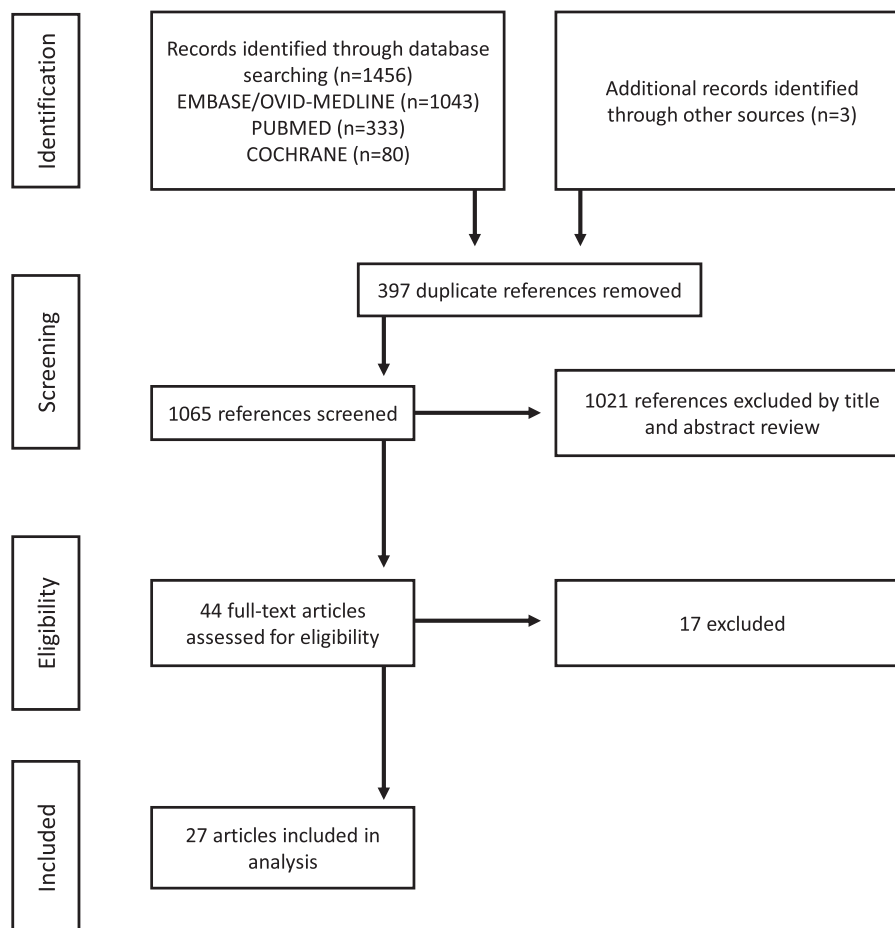 Identification
Records identified through database
searching (n=1456)
EMBASE/OVID-MEDLINE (n=1043)
PUBMED (n=333)
COCHRANE (n=80)
Additional records identified
through other sources (n=3)
Screening
397 duplicate references removed
1065 references screened
1021 references excluded by title
and abstract review
Eligibility
44 full-text articles
assessed for eligibility
17 excluded
Included
27 articles included in
analysis